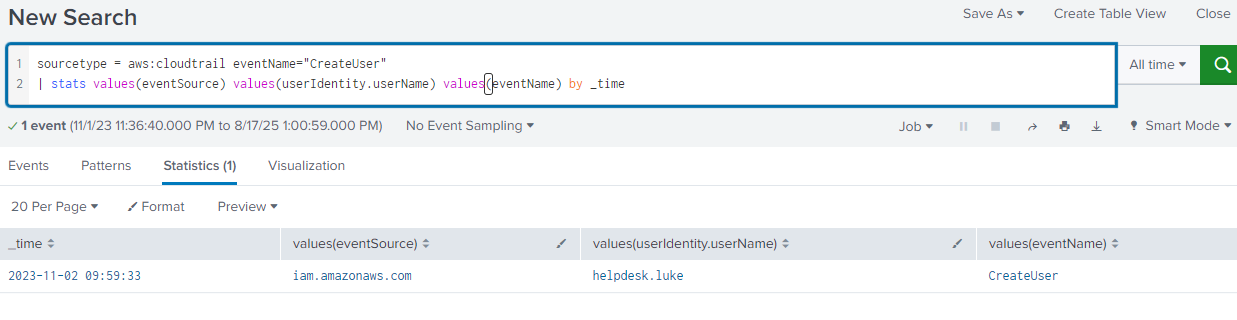 New Search
Save As Create Table View Close
1 sourcetype = aws:cloudtrail eventName="CreateUser"
2 | stats values(eventSource) values(userIdentity.userName) values(eventName) by _time
All time
1 event (11/1/23 11:36:40.000 PM to 8/17/25 1:00:59.000 PM) No Event Sampling
Job Smart Mode
Events Patterns Statistics (1) Visualization
20 Per Page Format Preview
_time values(eventSource) values(userIdentity.userName) values(eventName)
2023-11-02 09:59:33 iam.amazonaws.com helpdesk.luke CreateUser